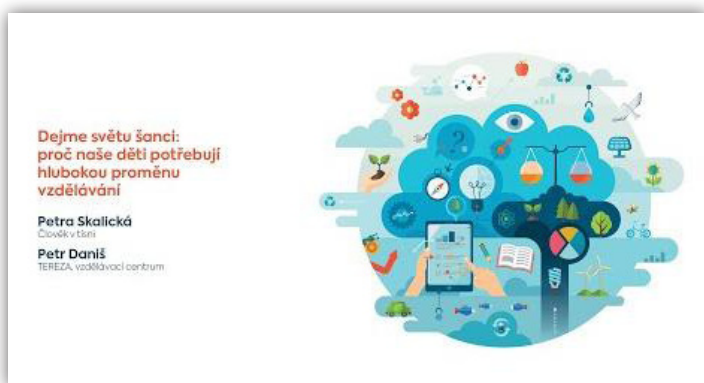 Dejme světu šanci:
proč naše děti potřebují
hlubokou proměnu
vzdělávání
Petra Skalická
Člověk v tísni
Petr Daniš
TEREZA, vzdělávací centrum